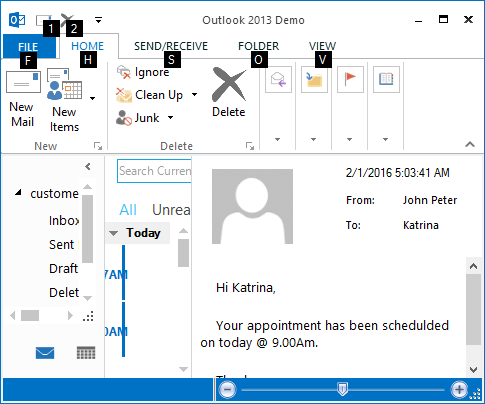 Outlook 2013 Demo
1 2
FILE HOME SEND/RECEIVE FOLDER VIEW
F H S O V
New Mail
New Items
Ignore
Clean Up
Junk
Delete
New
Delete
custome
Inbox
Sent
Draft
Delet
Search Curren
All Unrea
Today
7AM
0AM
2/1/2016 5:03:41 AM
From: John Peter
To: Katrina
Hi Katrina,
Your appointment has been schedulded
on today @ 9.00Am.